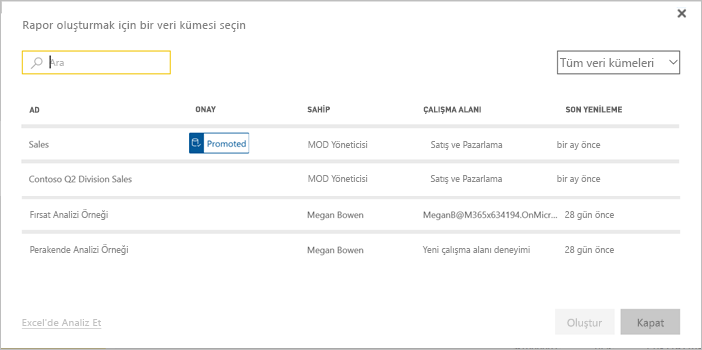 Rapor oluşturmak için bir veri kümesi seçin
Ara
Tüm veri kümeleri
AD ONAY SAHİP ÇALIŞMA ALANI SON YENİLEME
Sales Promoted MOD Yöneticisi Satış ve Pazarlama bir ay önce
Contoso Q2 Division Sales MOD Yöneticisi Satış ve Pazarlama bir ay önce
Fırsat Analizi Örneği Megan Bowen MeganB@M365x634194.OnMicr... 28 gün önce
Perakende Analizi Örneği Megan Bowen Yeni çalışma alanı deneyimi 28 gün önce
Excel'de Analiz Et Oluştur Kapat